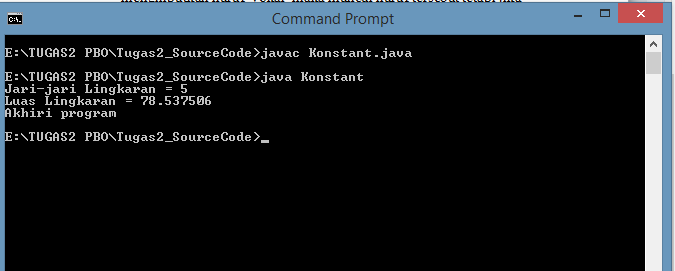 Command Prompt
E:\TUGAS2 PBO\Tugas2_SourceCode>javac Konstant.java
E:\TUGAS2 PBO\Tugas2_SourceCode>java Konstant
Jari-jari Lingkaran = 5
Luas Lingkaran = 78.537506
Akhiri program
E:\TUGAS2 PBO\Tugas2_SourceCode>_